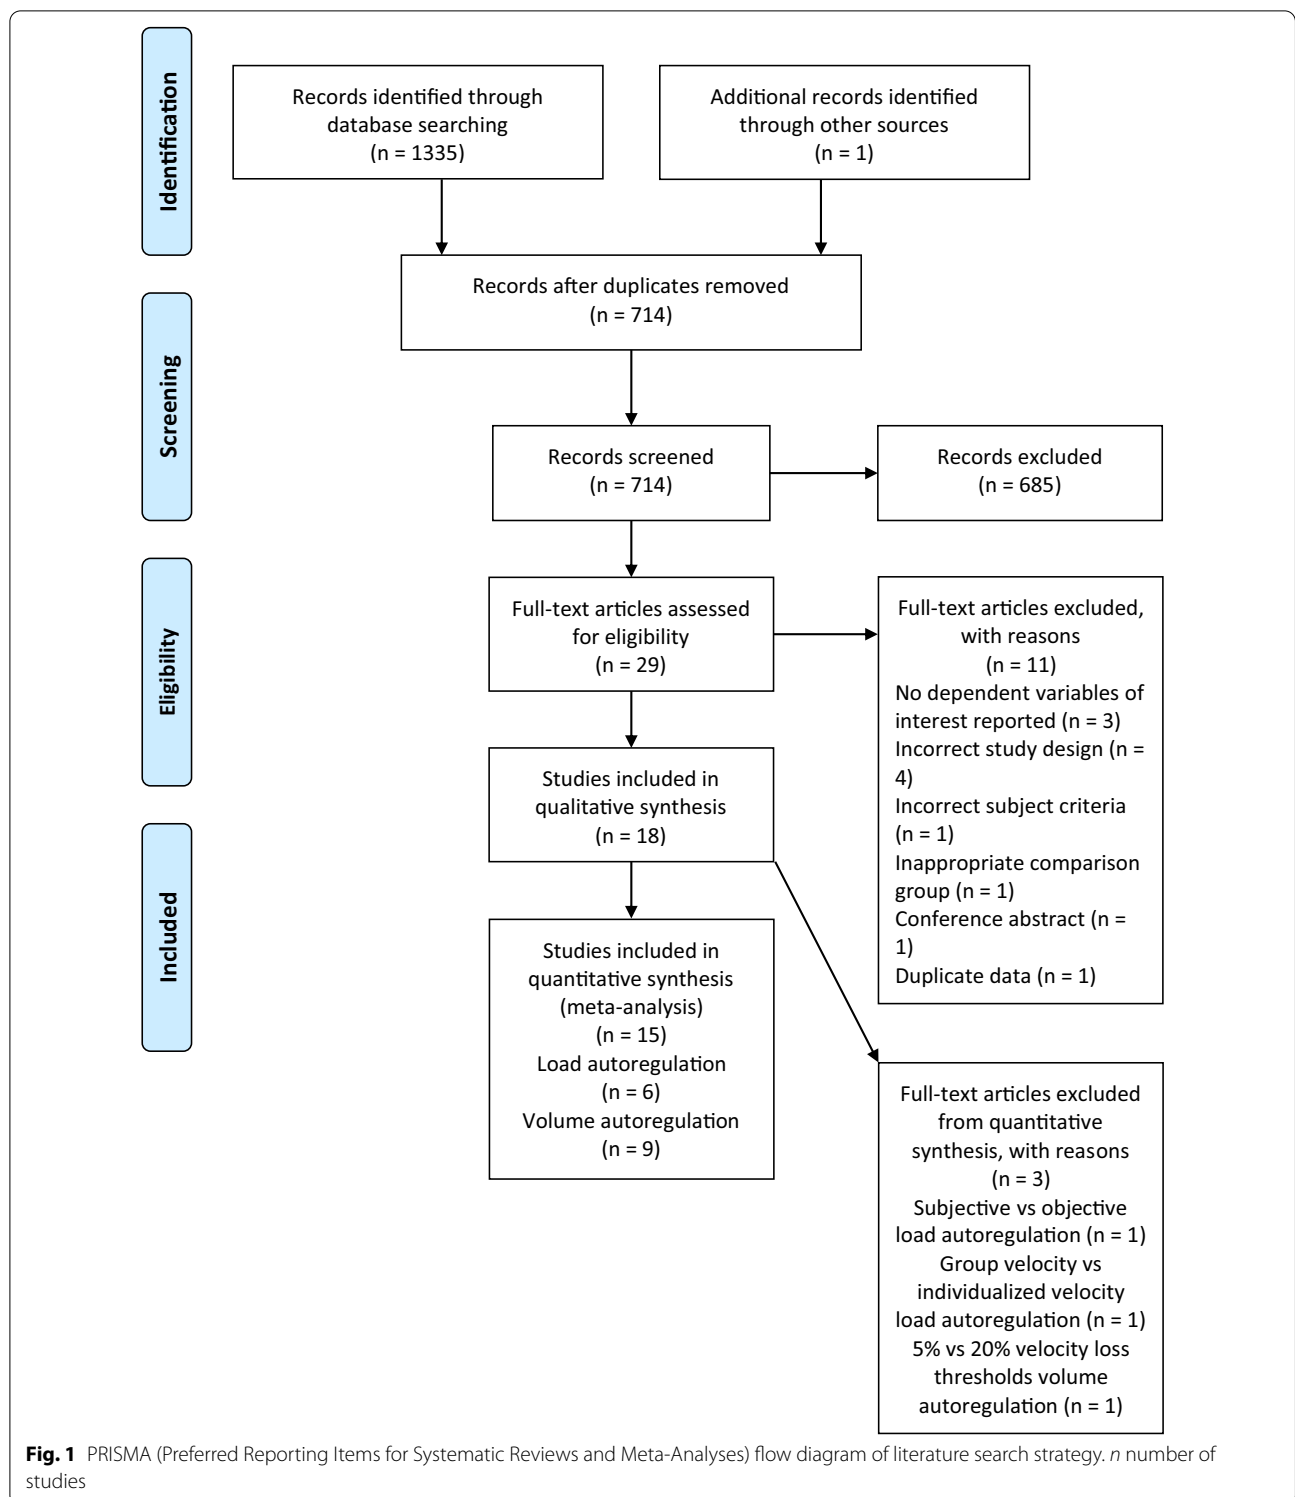 Identification
Records identified through
database searching
(n = 1335)
Additional records identified
through other sources
(n = 1)
Records after duplicates removed
(n = 714)
Screening
Records screened
(n = 714)
Records excluded
(n = 685)
Eligibility
Full-text articles assessed
for eligibility
(n = 29)
Full-text articles excluded,
with reasons
(n = 11)
No dependent variables of
interest reported (n = 3)
Incorrect study design (n =
4)
Incorrect subject criteria
(n = 1)
Inappropriate comparison
group (n = 1)
Conference abstract (n =
1)
Duplicate data (n = 1)
Studies included in
qualitative synthesis
(n = 18)
Included
Studies included in
quantitative synthesis
(meta-analysis)
(n = 15)
Load autoregulation
(n = 6)
Volume autoregulation
(n = 9)
Full-text articles excluded
from quantitative
synthesis, with reasons
(n = 3)
Subjective vs objective
load autoregulation (n = 1)
Group velocity vs
individualized velocity
load autoregulation (n = 1)
5% vs 20% velocity loss
thresholds volume
autoregulation (n = 1)
Fig. 1 PRISMA (Preferred Reporting Items for Systematic Reviews and Meta-Analyses) flow diagram of literature search strategy. n number of
studies